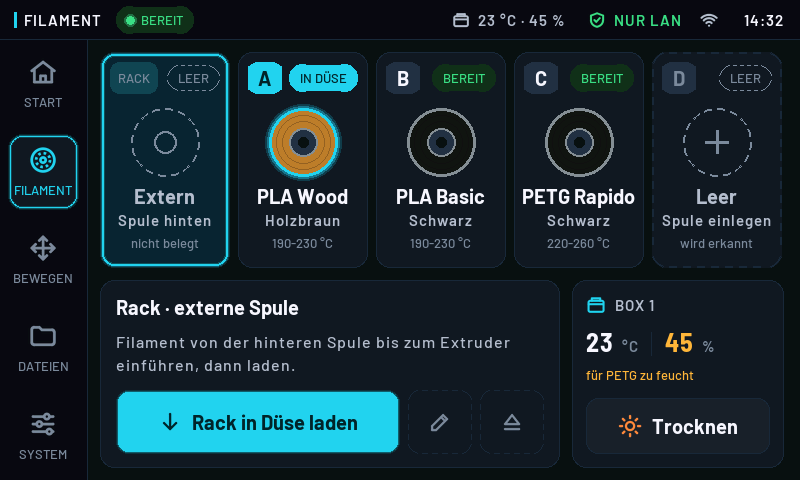 FILAMENT
BEREIT
23 °C · 45 %
NUR LAN
14:32
START
FILAMENT
BEWEGEN
DATEIEN
SYSTEM
RACK
LEER
Extern
Spule hinten
nicht belegt
A
IN DÜSE
PLA Wood
Holzbraun
190-230 °C
B
BEREIT
PLA Basic
Schwarz
190-230 °C
C
BEREIT
PETG Rapido
Schwarz
220-260 °C
D
LEER
Leer
Spule einlegen
wird erkannt
Rack · externe Spule
Filament von der hinteren Spule bis zum Extruder
einführen, dann laden.
Rack in Düse laden
BOX 1
23 °C
45 %
für PETG zu feucht
Trocknen